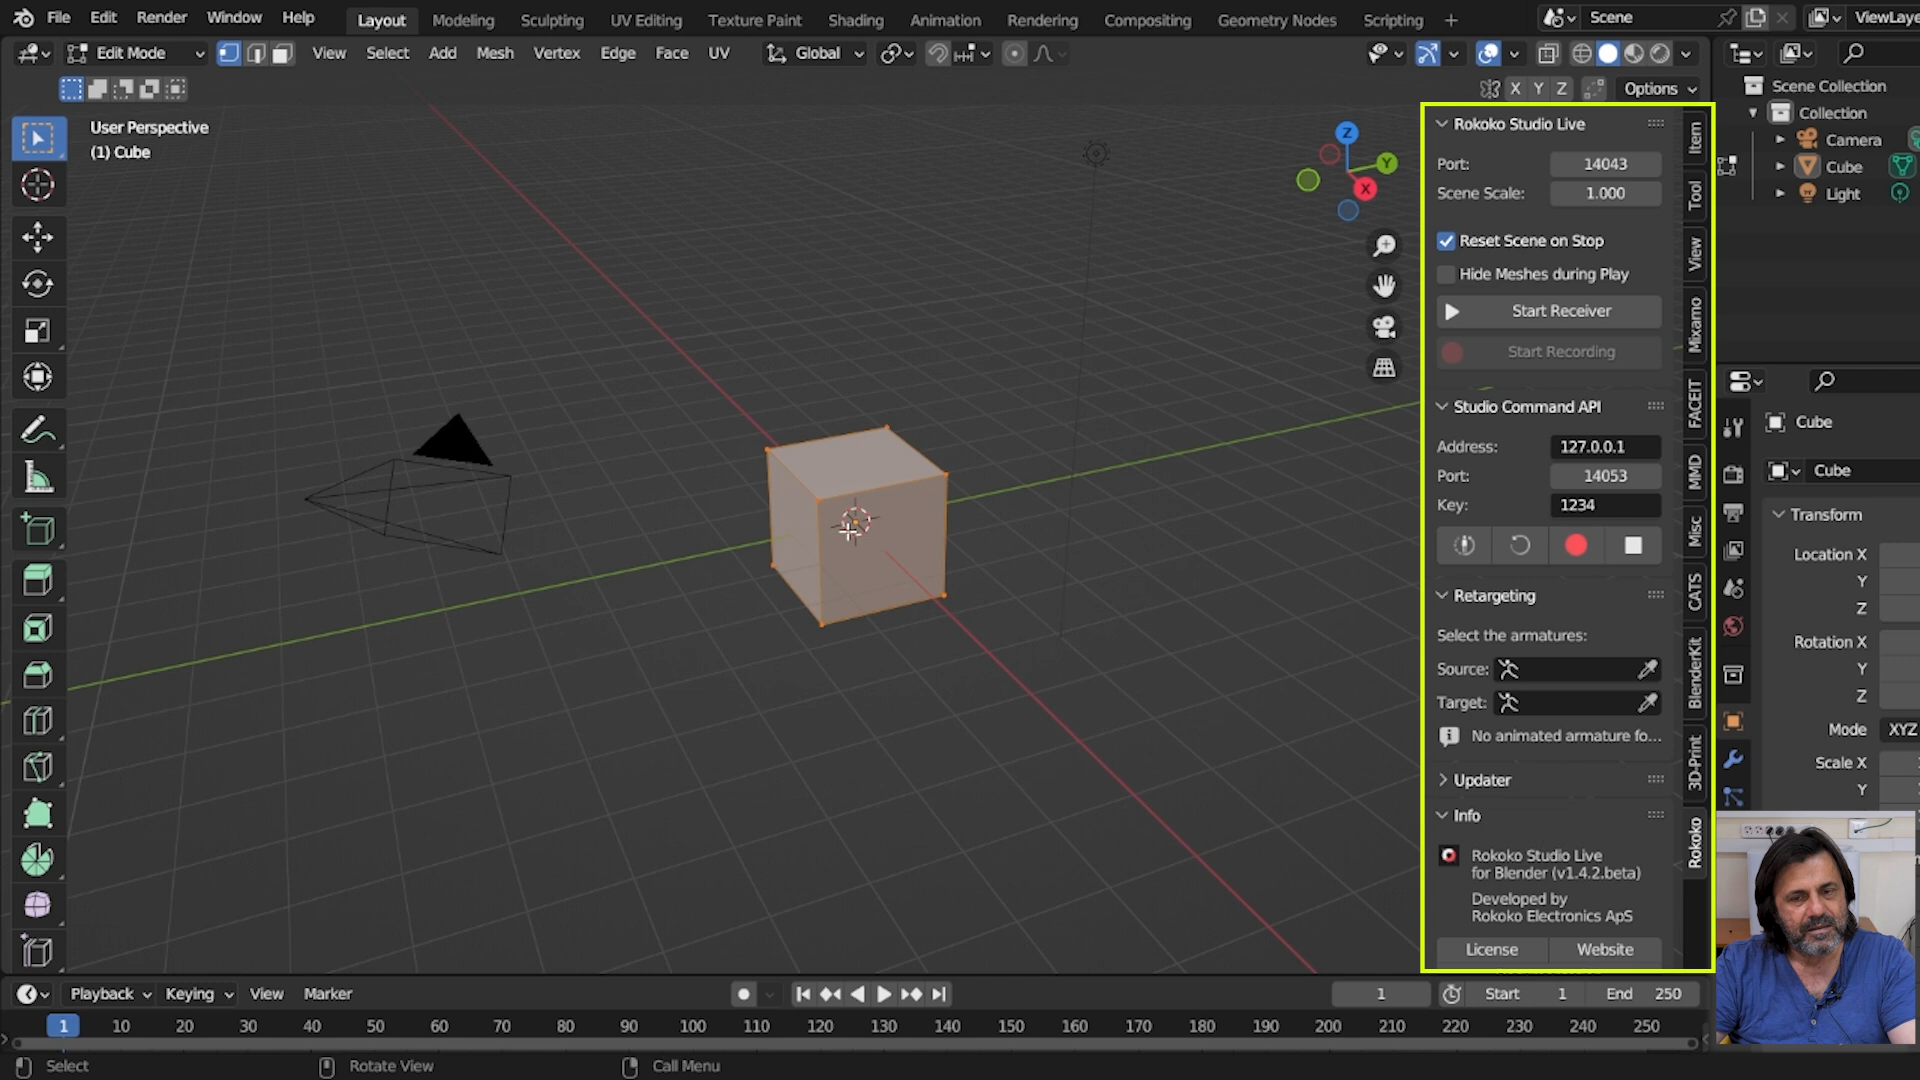 File Edit Render Window Help Layout Modeling Sculpting UV Editing Texture Paint Shading Animation Rendering Compositing Geometry Nodes Scripting + Scene ViewLaye
Edit Mode View Select Add Mesh Vertex Edge Face UV Global
X Y Z Options
User Perspective
(1) Cube
Z
Y
X
Rokoko Studio Live
Port: 14043
Scene Scale: 1.000
Reset Scene on Stop
Hide Meshes during Play
Start Receiver
Start Recording
Studio Command API
Address: 127.0.0.1
Port: 14053
Key: 1234
Retargeting
Select the armatures:
Source:
Target:
No animated armature fo...
Updater
Info
Rokoko Studio Live
for Blender (v1.4.2.beta)
Developed by
Rokoko Electronics ApS
License Website
Item
Tool
View
Mixamo
FACEIT
MMD
Misc
CATS
BlenderKit
3D-Print
Rokoko
Scene Collection
Collection
Camera
Cube
Light
Cube
Cube
Transform
Location X
Y
Z
Rotation X
Y
Z
Mode XYZ
Scale X
Y
Playback Keying View Marker 1 Start 1 End 250
1 10 20 30 40 50 60 70 80 90 100 110 120 130 140 150 160 170 180 190 200 210 220 230 240 250
Select Rotate View Call Menu